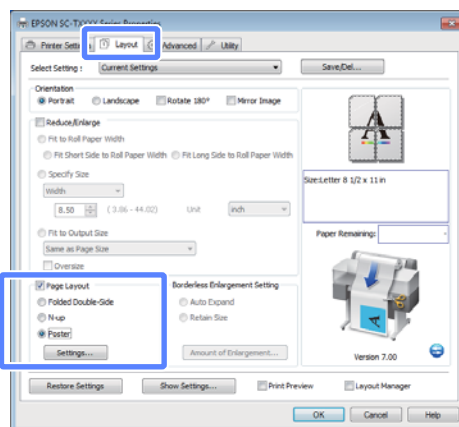 EPSON SC-TXXXX Series Properties
Printer Settings Layout Advanced Utility
Select Setting : Current Settings Save/Del...
Orientation
Portrait Landscape Rotate 180° Mirror Image
Reduce/Enlarge
Fit to Roll Paper Width
Fit Short Side to Roll Paper Width Fit Long Side to Roll Paper Width
Specify Size
Width
8.50 ( 3.86 - 44.02) Unit inch
Fit to Output Size
Same as Page Size
Oversize
A
Size:Letter 8 1/2 x 11 in
Paper Remaining:
Page Layout
Folded Double-Side
N-up
Poster
Settings...
Borderless Enlargement Setting
Auto Expand
Retain Size
Amount of Enlargement...
A
Version 7.00
Restore Settings Show Settings... Print Preview Layout Manager
OK Cancel Help